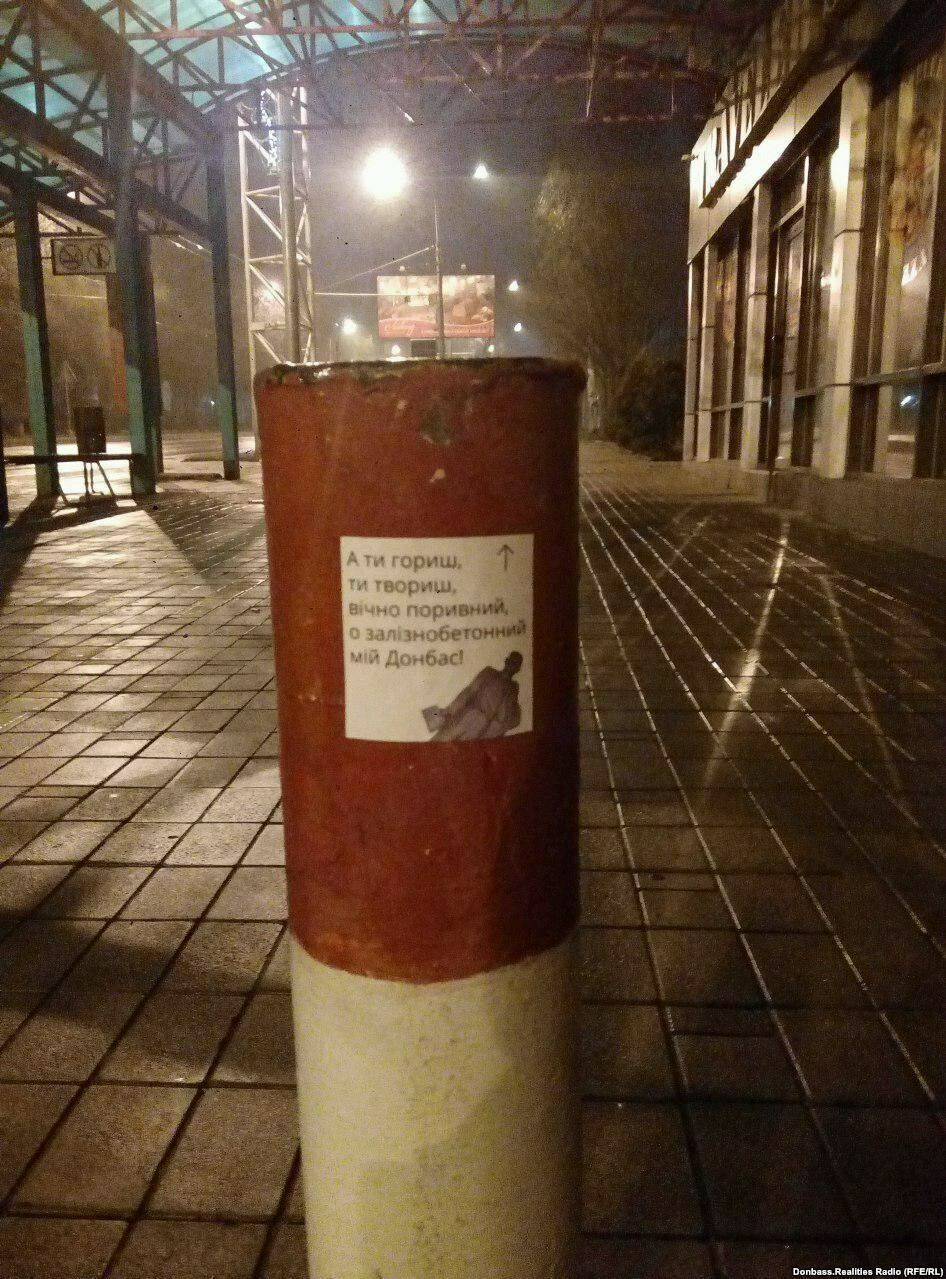 А ти гориш,
ти твориш,
вічно поривний,
о залізнобетонний
мій Донбас!
Donbass.Realities Radio (RFE/RL)